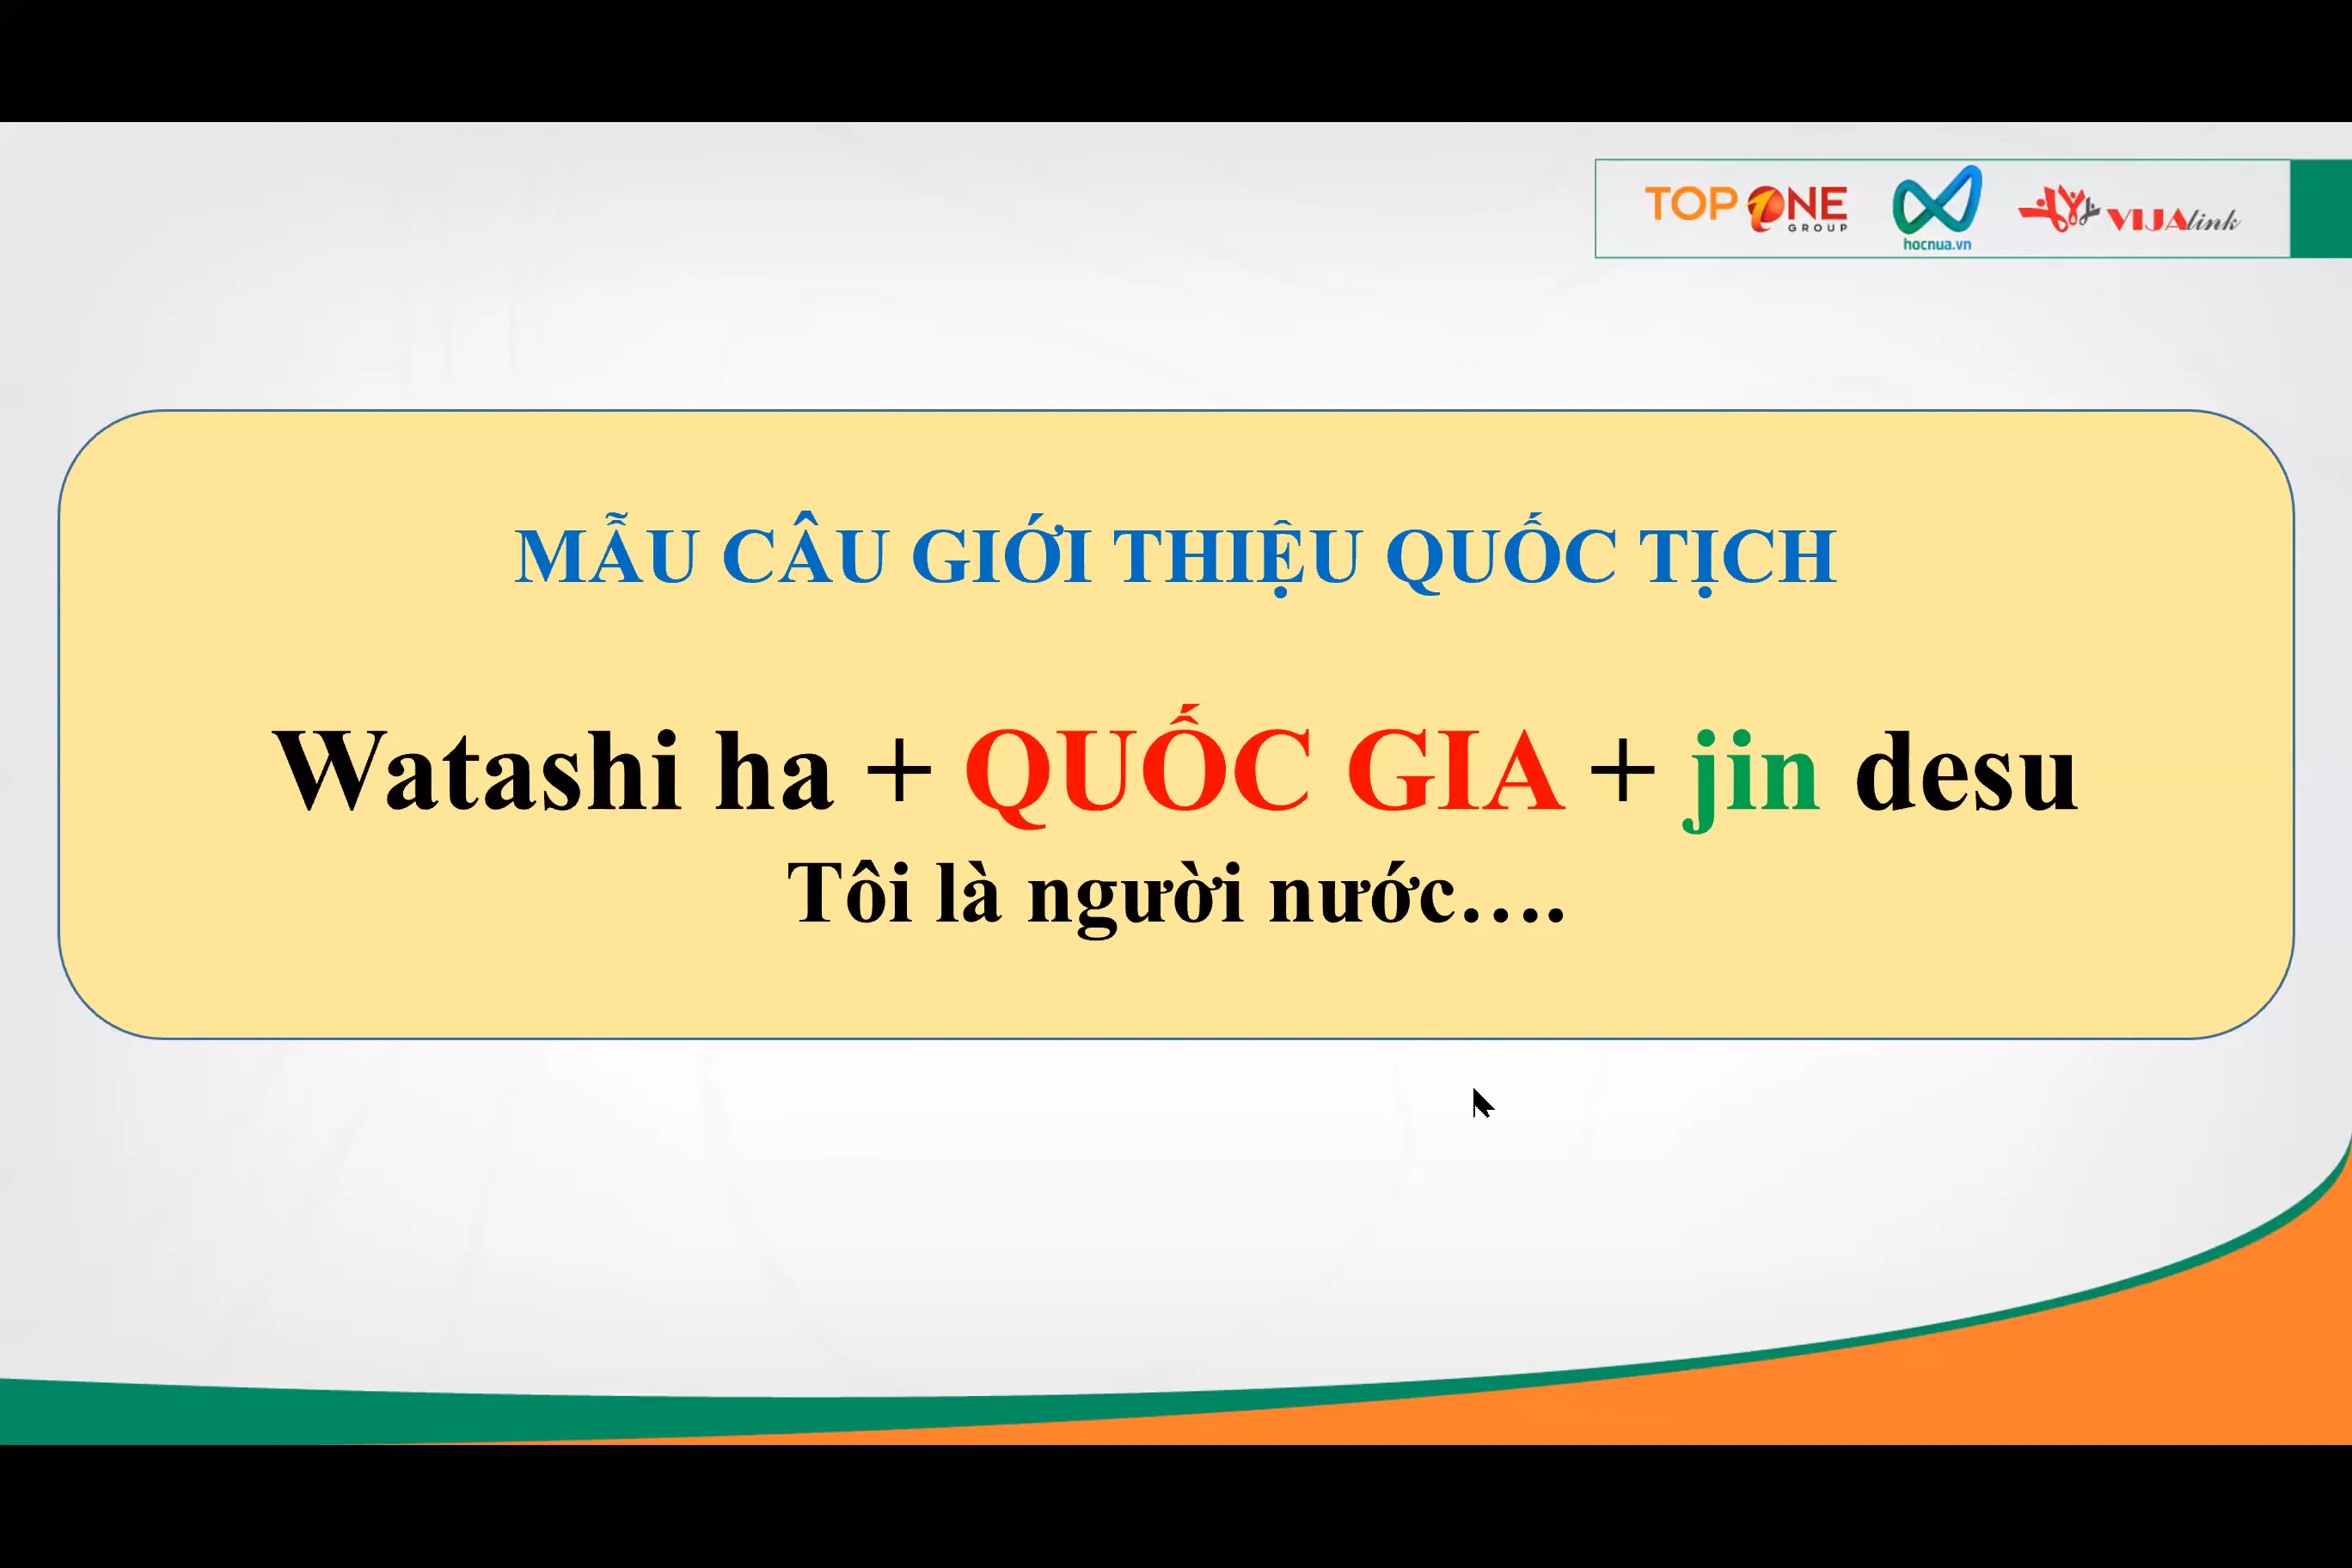 TOP ONE
GROUP
hocnua.vn
VIJAlink
MẪU CÂU GIỚI THIỆU QUỐC TỊCH
Watashi ha + QUỐC GIA + jin desu
Tôi là người nước....